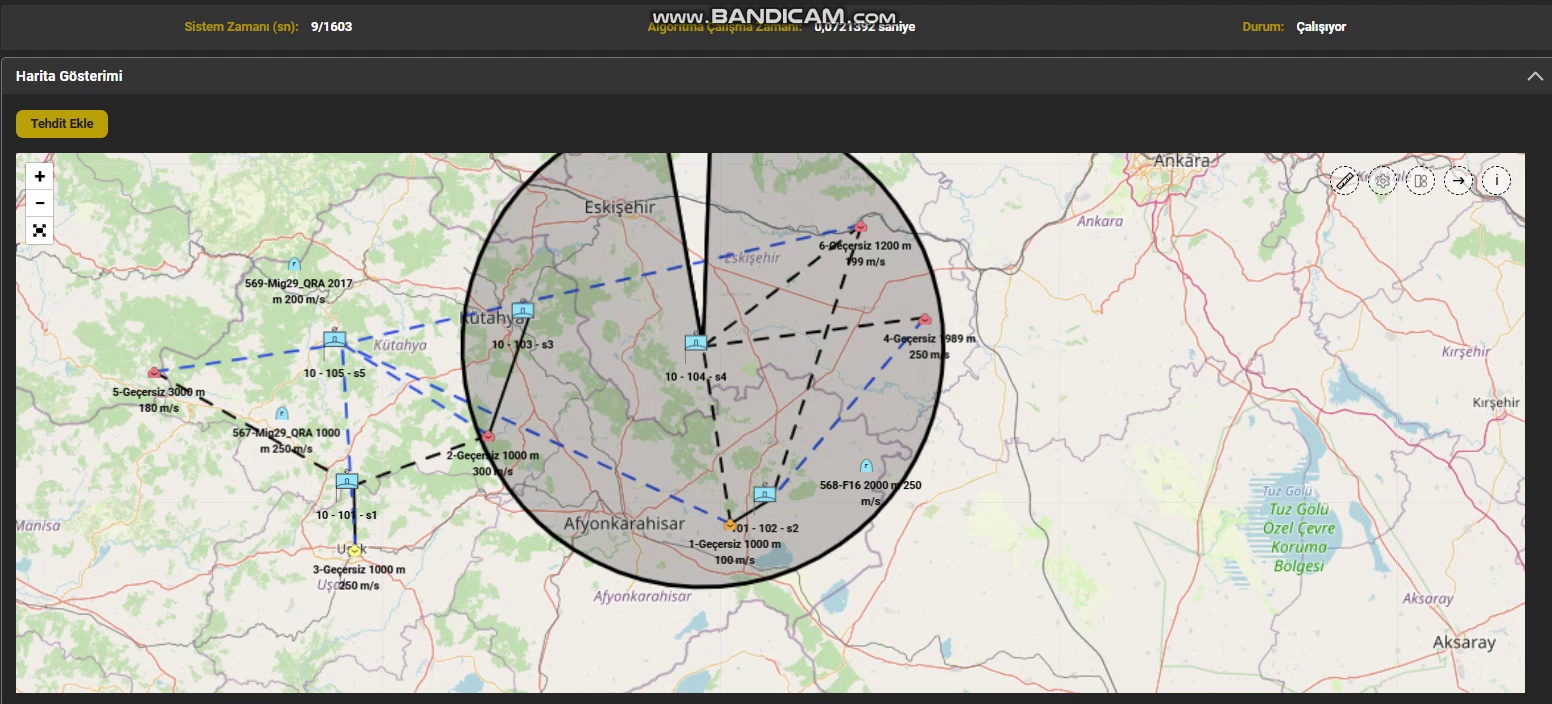 www.BANDICAM.com
Sistem Zamanı (sn): 9/1603
Algoritma Çalışma Zamanı: 0,0721392 saniye
Durum: Çalışıyor
Harita Gösterimi
Tehdit Ekle
+
−
Ankara
Ankara
Eskişehir
6-Geçersiz 1200 m
199 m/s
Eskişehir
569-Mig29_QRA 2017
m 200 m/s
Kütahya
10 - 103 - s3
Kütahya
10 - 105 - s5
10 - 104 - s4
4-Geçersiz 1989 m
250 m/s
Kırşehir
5-Geçersiz 3000 m
180 m/s
Kırşehir
567-Mig29_QRA 1000
m 250 m/s
2-Geçersiz 1000 m
300 m/s
568-F16 2000 m 250
m/s
Tuz Gölü
Tuz Gölü
Özel Çevre
Koruma
Bölgesi
10 - 101 - s1
Manisa
Afyonkarahisar
101 - 102 - s2
1-Geçersiz 1000 m
100 m/s
Uşak
3-Geçersiz 1000 m
250 m/s
Uşak
Afyonkarahisar
Aksaray
Aksaray